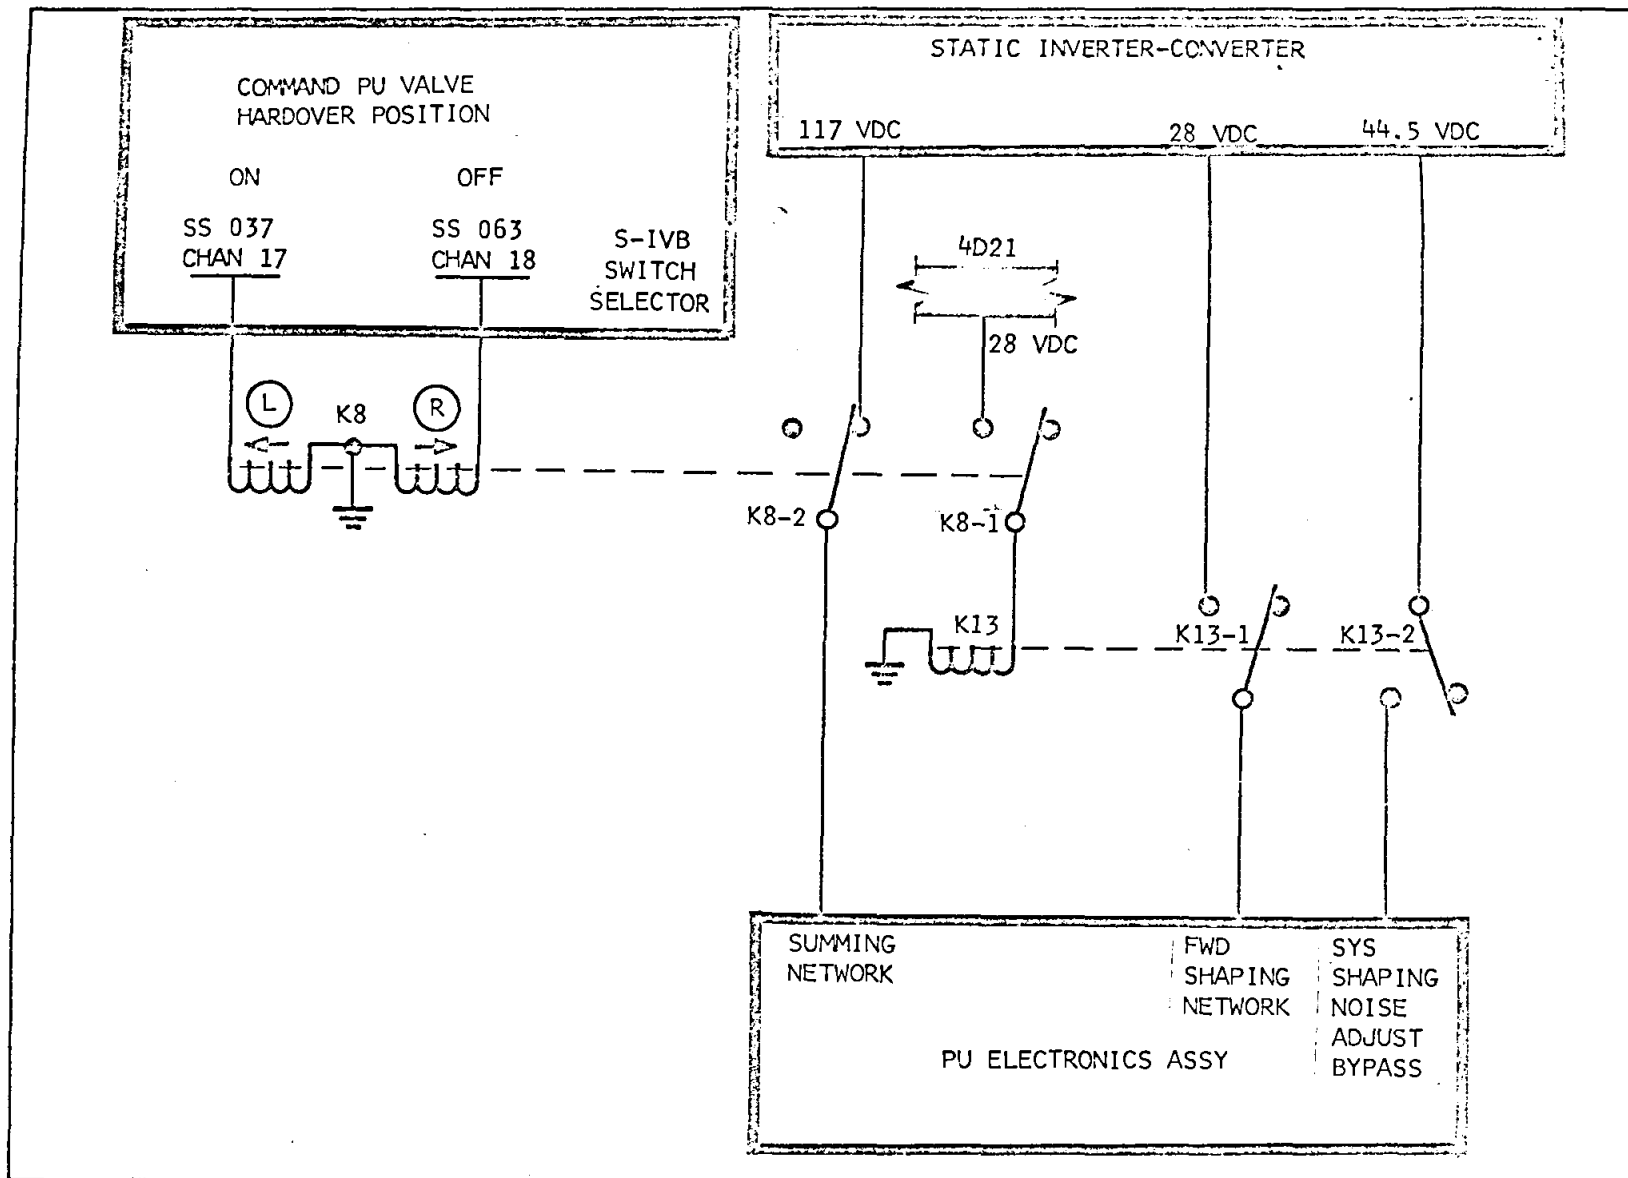 COMMAND PU VALVE
HARDOVER POSITION
ON
OFF
SS 037
CHAN 17
SS 063
CHAN 18
S-IVB
SWITCH
SELECTOR
STATIC INVERTER-CONVERTER
117 VDC
28 VDC
44.5 VDC
4D21
28 VDC
L
K8
R
K8-2
K8-1
K13
K13-1
K13-2
SUMMING
NETWORK
FWD
SHAPING
NETWORK
SYS
SHAPING
NOISE
ADJUST
BYPASS
PU ELECTRONICS ASSY